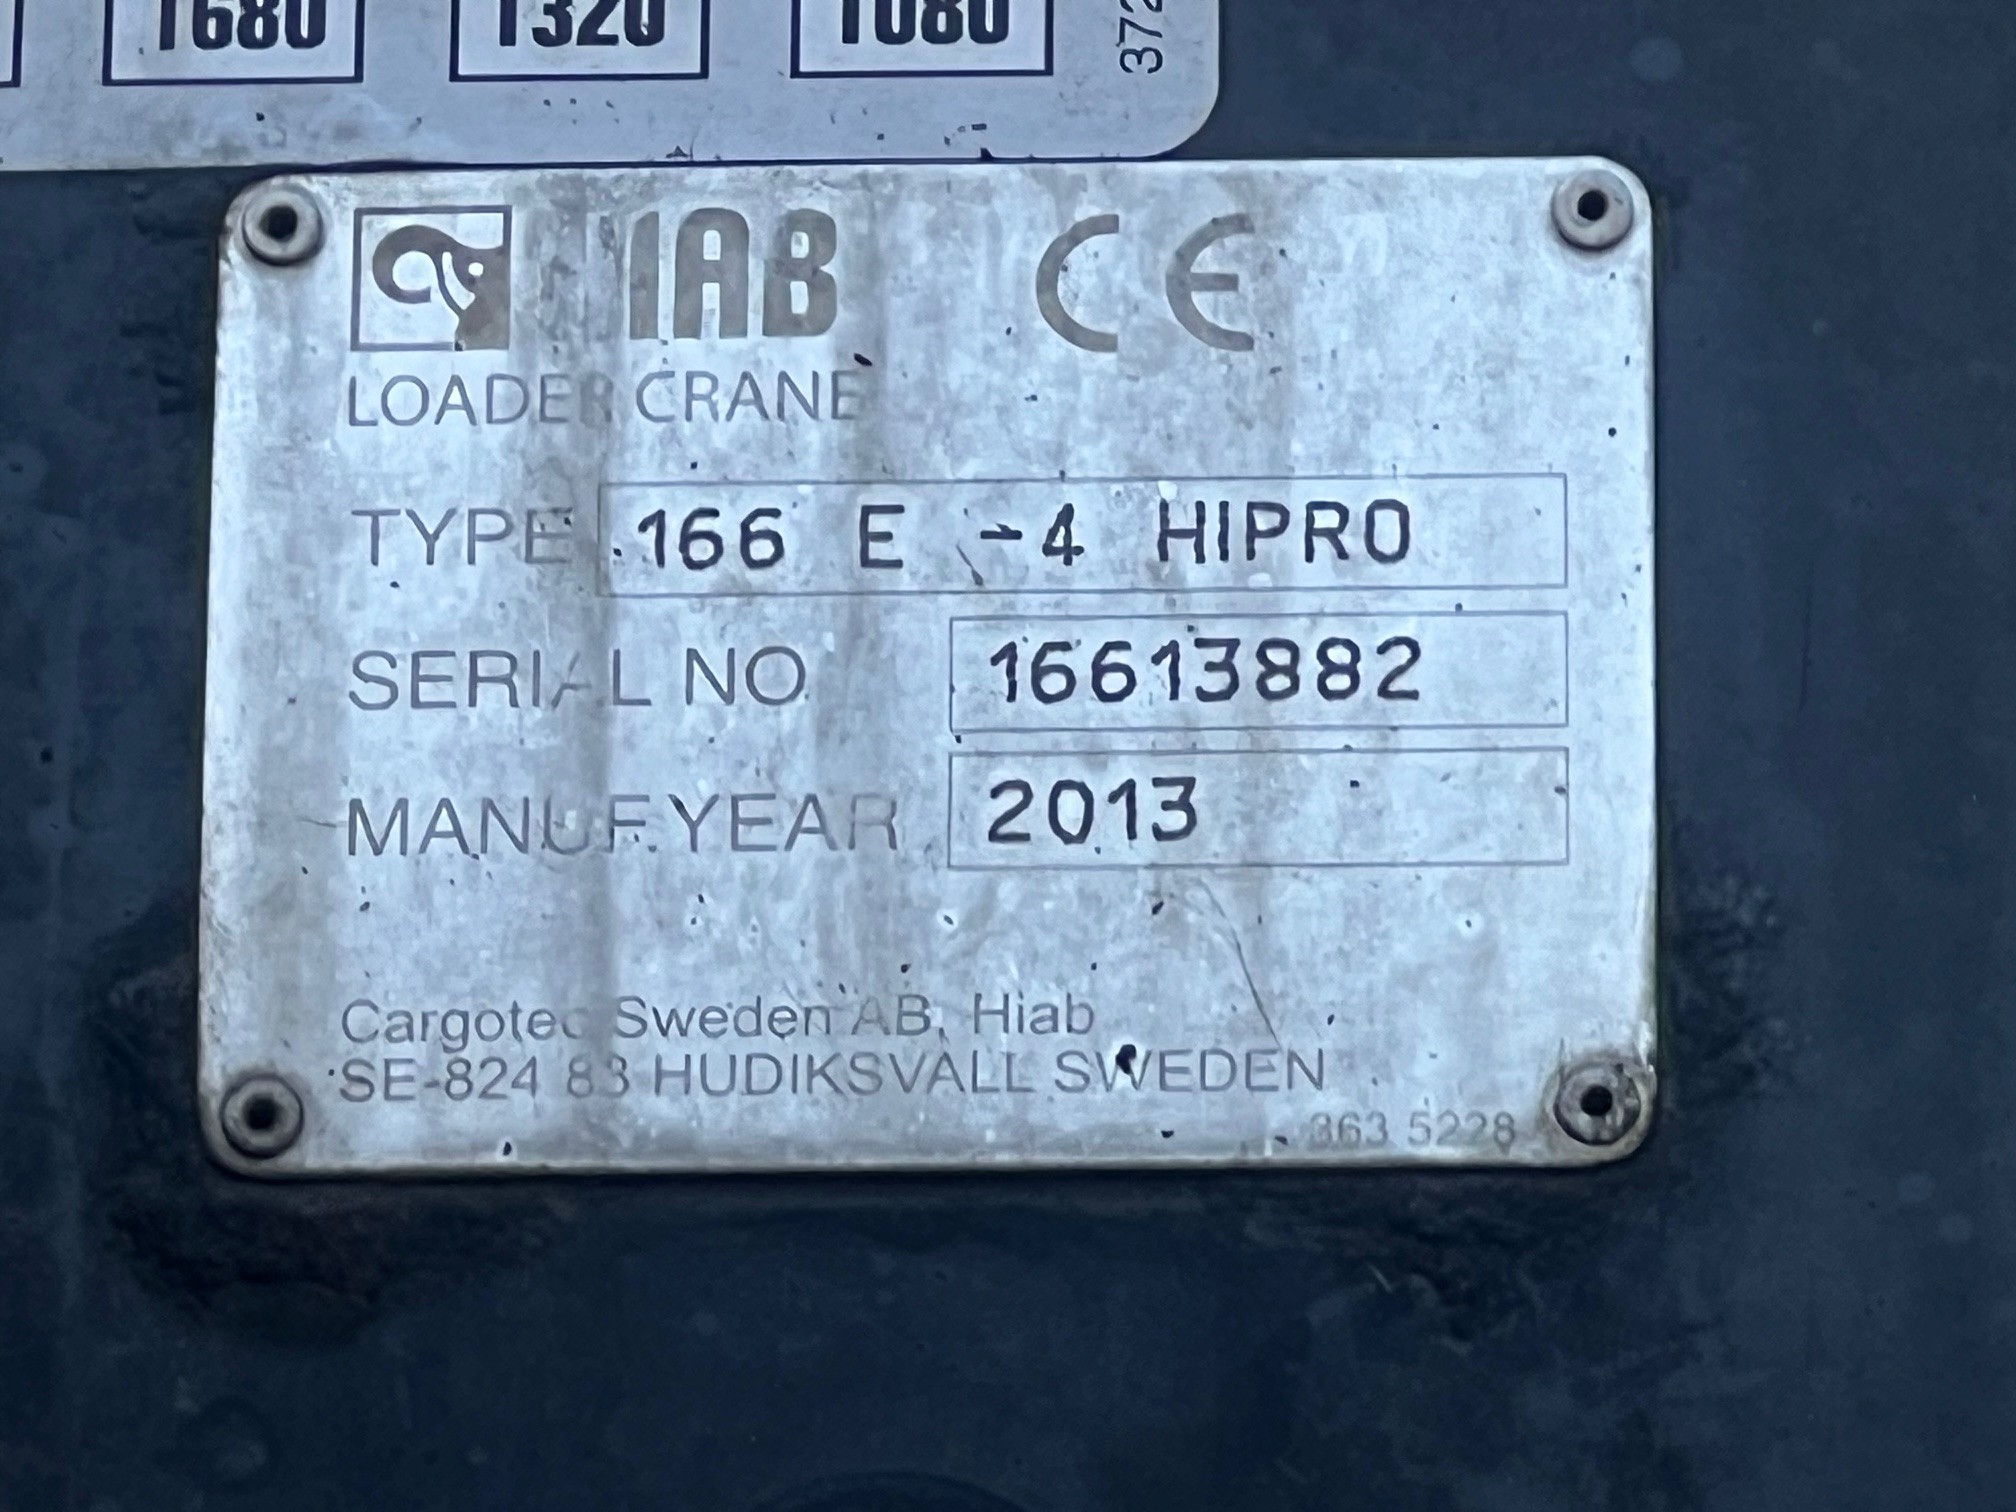 1680 1320 1080
372
HIAB CE
LOADER CRANE
TYPE 166 E -4 HIPRO
SERIAL NO 16613882
MANUF.YEAR 2013
Cargotec Sweden AB, Hiab
SE-824 83 HUDIKSVALL SWEDEN
363 5228